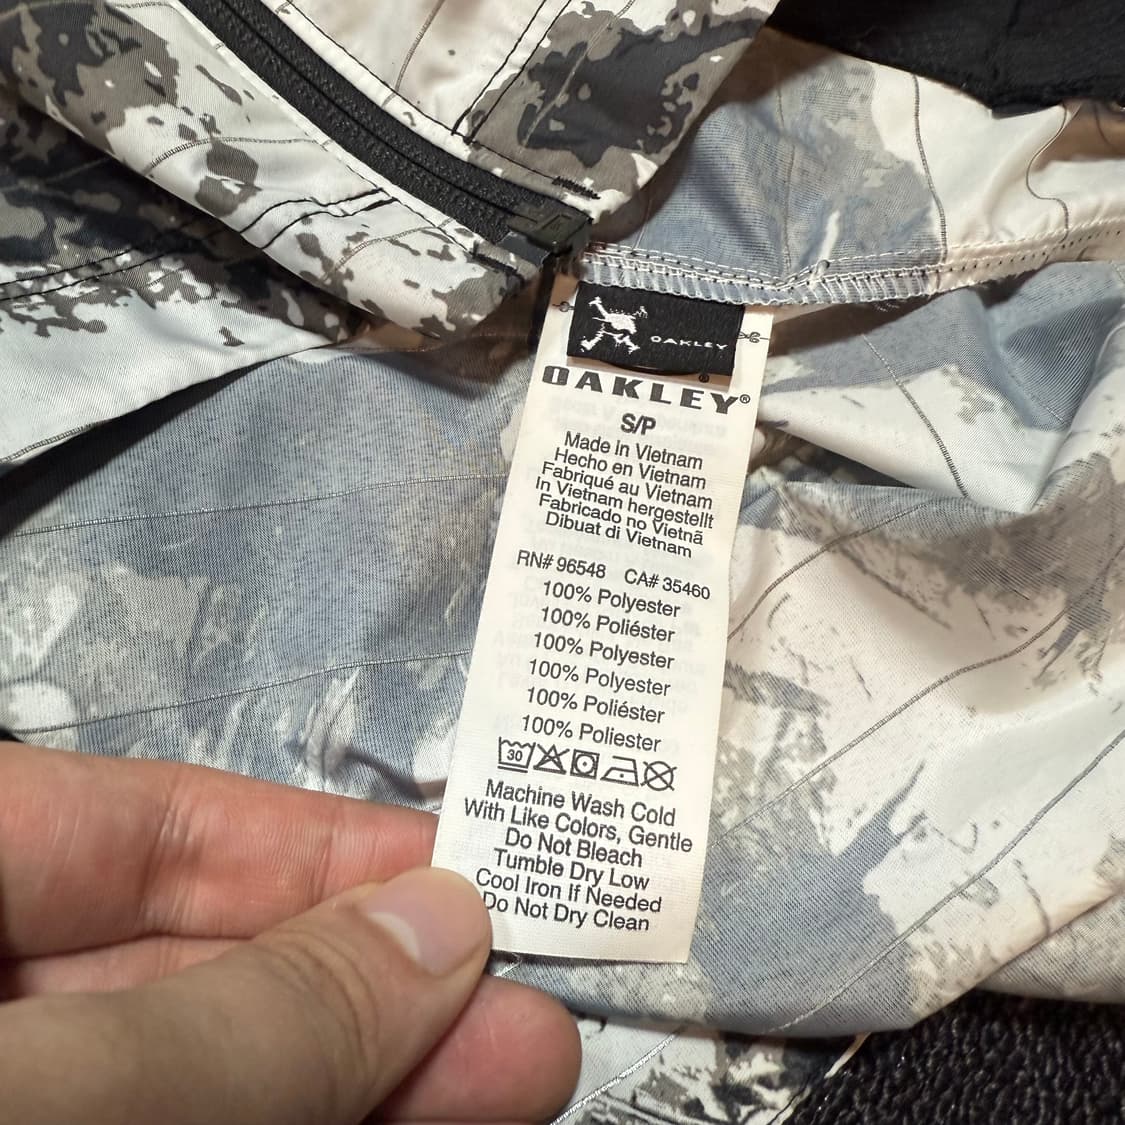 OAKLEY
OAKLEY®
S/P
Made in Vietnam
Hecho en Vietnam
Fabriqué au Vietnam
In Vietnam hergestellt
Fabricado no Vietnã
Dibuat di Vietnam
RN# 96548 CA# 35460
100% Polyester
100% Poliéster
100% Polyester
100% Polyester
100% Poliéster
100% Poliester
30
Machine Wash Cold
With Like Colors, Gentle
Do Not Bleach
Tumble Dry Low
Cool Iron If Needed
Do Not Dry Clean